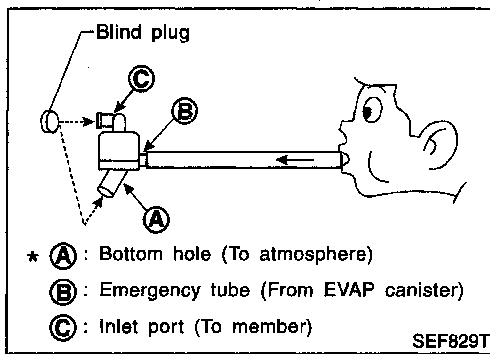 Blind plug
C
B
A
* A : Bottom hole (To atmosphere)
B : Emergency tube (From EVAP canister)
C : Inlet port (To member)
SEF829T